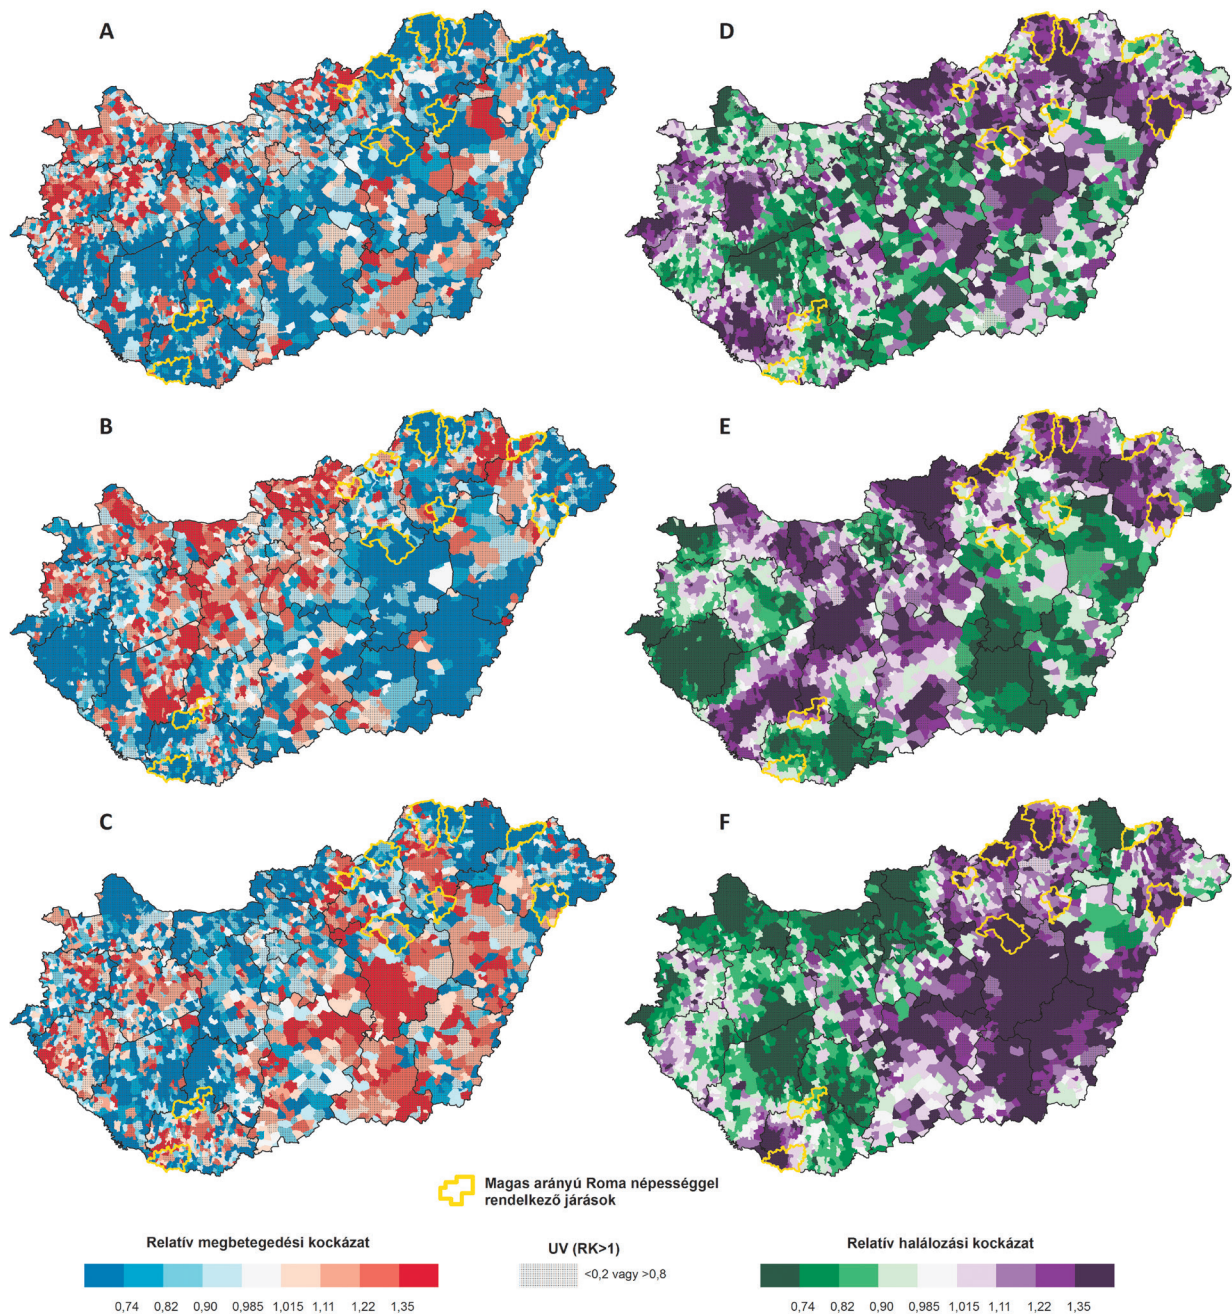 A
D
B
E
C
F
Magas arányú Roma népességgel
rendelkező járások
Relatív megbetegedési kockázat
0,74 0,82 0,90 0,985 1,015 1,11 1,22 1,35
UV (RK>1)
<0,2 vagy >0,8
Relatív halálozási kockázat
0,74 0,82 0,90 0,985 1,015 1,11 1,22 1,35